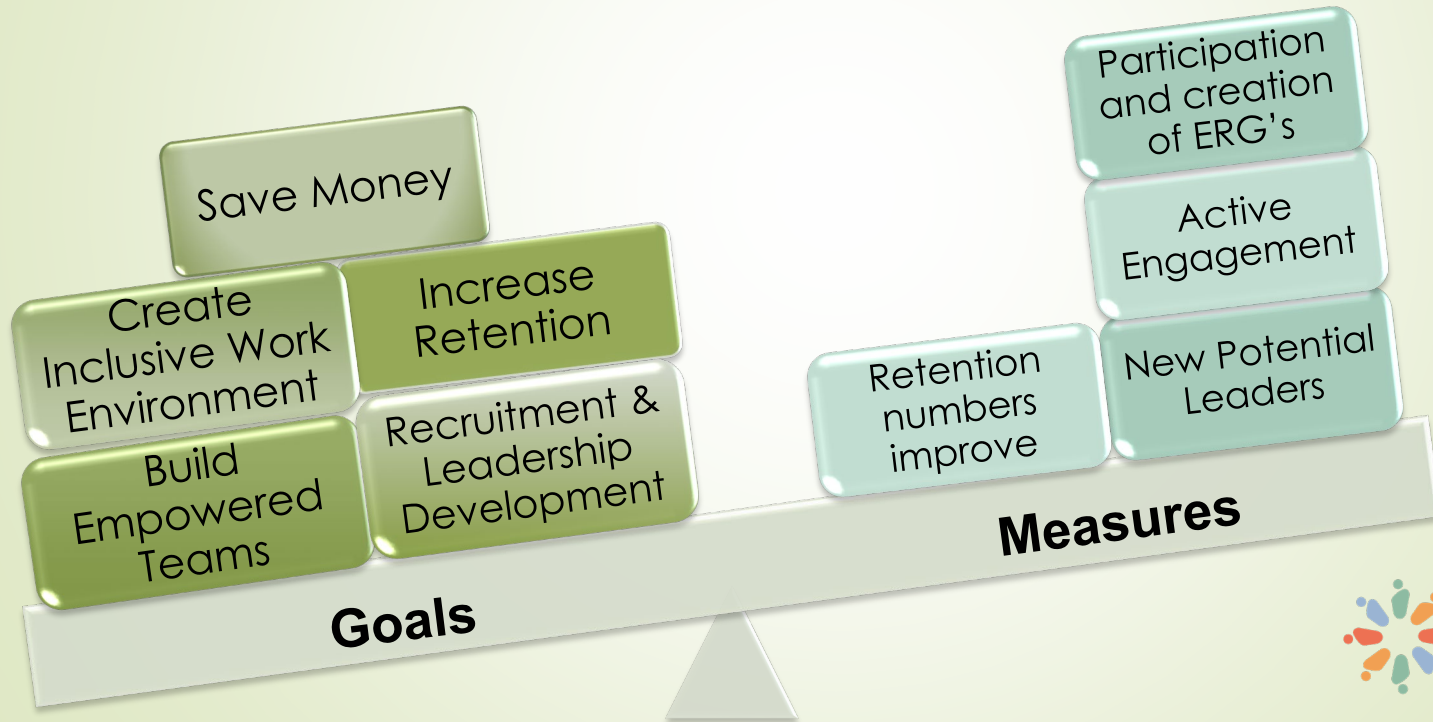 Save Money
Create
Inclusive Work
Environment
Increase
Retention
Build
Empowered
Teams
Recruitment &
Leadership
Development
Goals
Participation
and creation
of ERG’s
Active
Engagement
Retention
numbers
improve
New Potential
Leaders
Measures